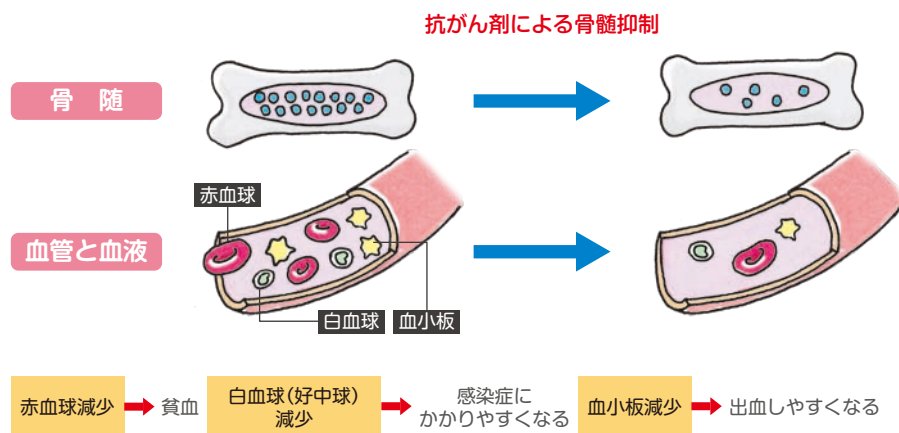 抗がん剤による骨髄抑制
骨 随
赤血球
血管と血液
白血球
血小板
赤血球減少
貧血
白血球(好中球)
減少
感染症に
かかりやすくなる
血小板減少
出血しやすくなる